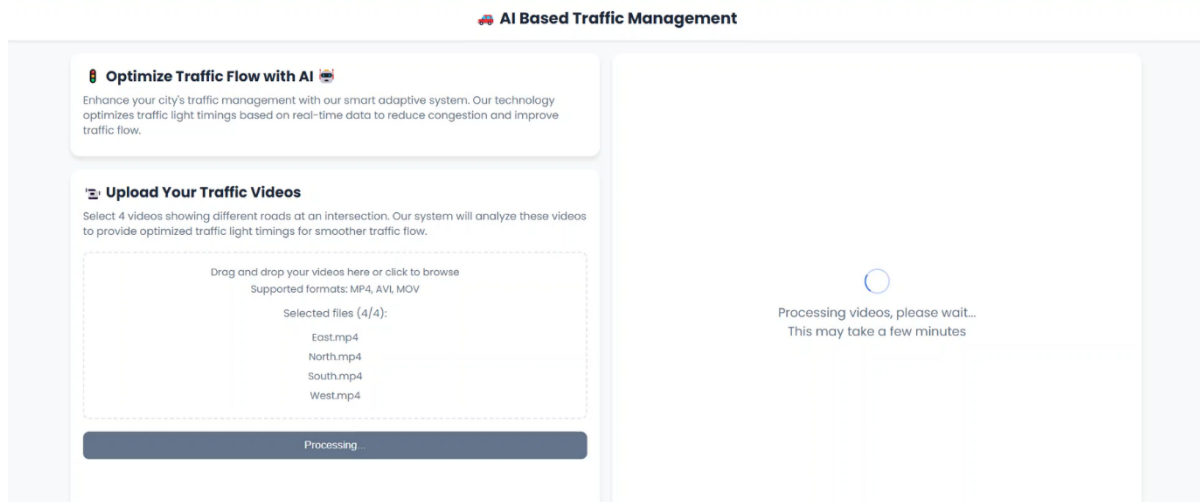 AI Based Traffic Management
Optimize Traffic Flow with AI
Enhance your city's traffic management with our smart adaptive system. Our technology
optimizes traffic light timings based on real-time data to reduce congestion and improve
traffic flow.
Upload Your Traffic Videos
Select 4 videos showing different roads at an intersection. Our system will analyze these videos
to provide optimized traffic light timings for smoother traffic flow.
Drag and drop your videos here or click to browse
Supported formats: MP4, AVI, MOV
Selected files (4/4):
East.mp4
North.mp4
South.mp4
West.mp4
Processing...
Processing videos, please wait...
This may take a few minutes